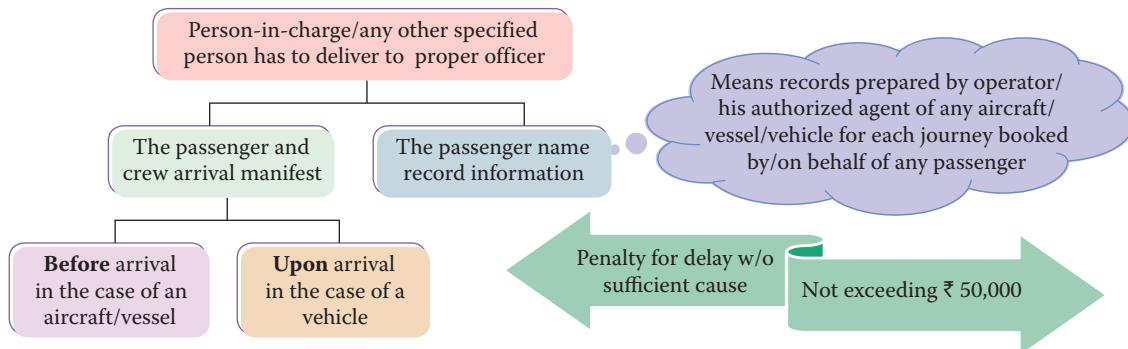 Person-in-charge/any other specified
person has to deliver to proper officer
Means records prepared by operator/
his authorized agent of any aircraft/
vessel/vehicle for each journey booked
by/on behalf of any passenger
The passenger and
crew arrival manifest
The passenger name
record information
Before arrival
in the case of an
aircraft/vessel
Upon arrival
in the case of a
vehicle
Penalty for delay w/o
sufficient cause
Not exceeding ₹ 50,000